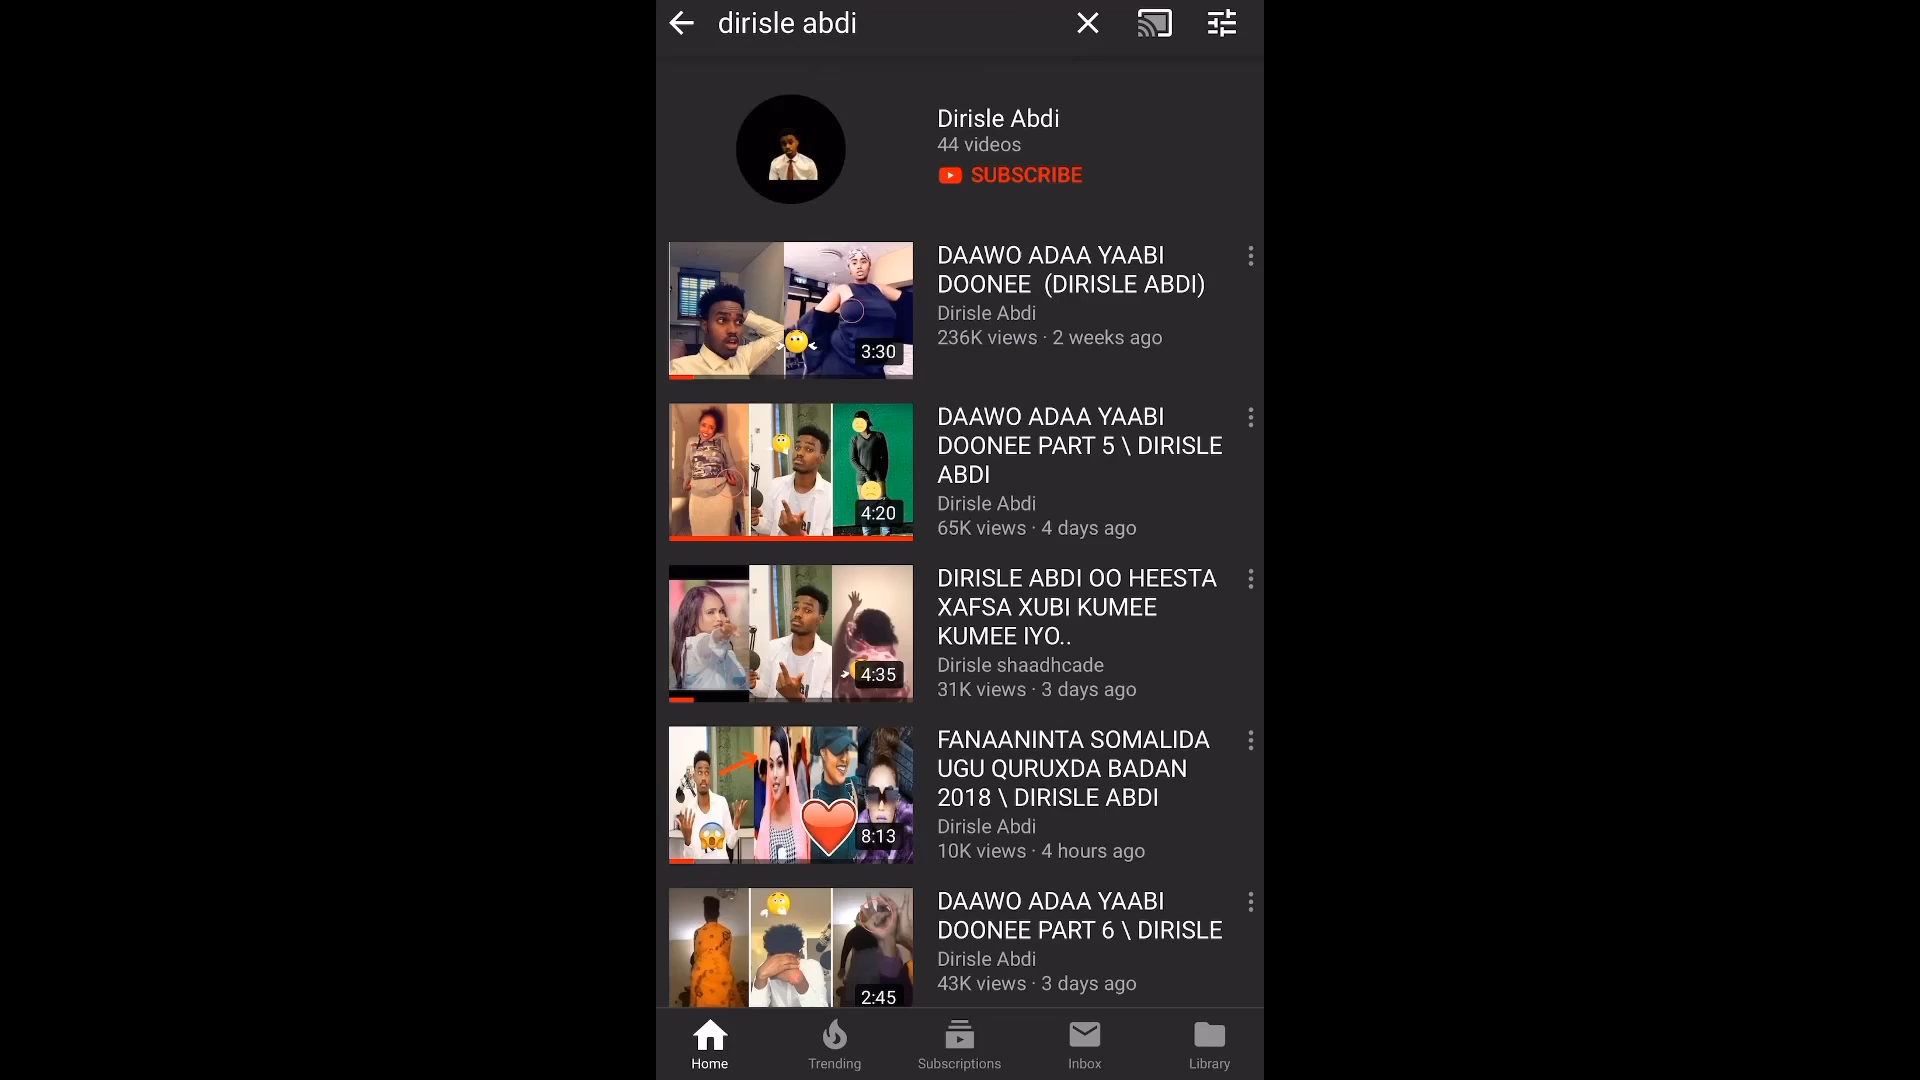 dirisle abdi
Dirisle Abdi
44 videos
SUBSCRIBE
3:30
DAAWO ADAA YAABI
DOONEE (DIRISLE ABDI)
Dirisle Abdi
236K views · 2 weeks ago
4:20
DAAWO ADAA YAABI
DOONEE PART 5 \ DIRISLE
ABDI
Dirisle Abdi
65K views · 4 days ago
4:35
DIRISLE ABDI OO HEESTA
XAFSA XUBI KUMEE
KUMEE IYO..
Dirisle shaadhcade
31K views · 3 days ago
8:13
FANAANINTA SOMALIDA
UGU QURUXDA BADAN
2018 \ DIRISLE ABDI
Dirisle Abdi
10K views · 4 hours ago
2:45
DAAWO ADAA YAABI
DOONEE PART 6 \ DIRISLE
Dirisle Abdi
43K views · 3 days ago
Home
Trending
Subscriptions
Inbox
Library